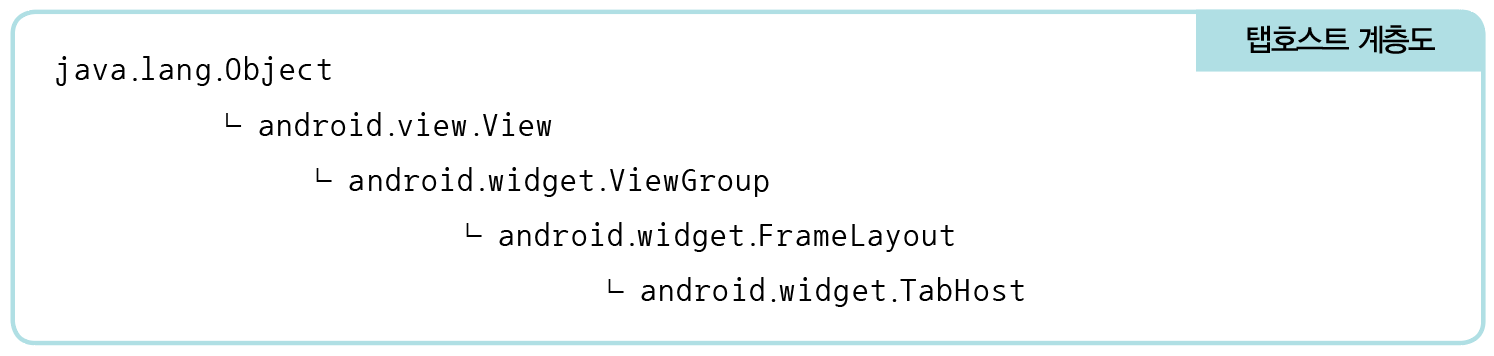 탭호스트 계층도
java.lang.Object
└ android.view.View
└ android.widget.ViewGroup
└ android.widget.FrameLayout
└ android.widget.TabHost